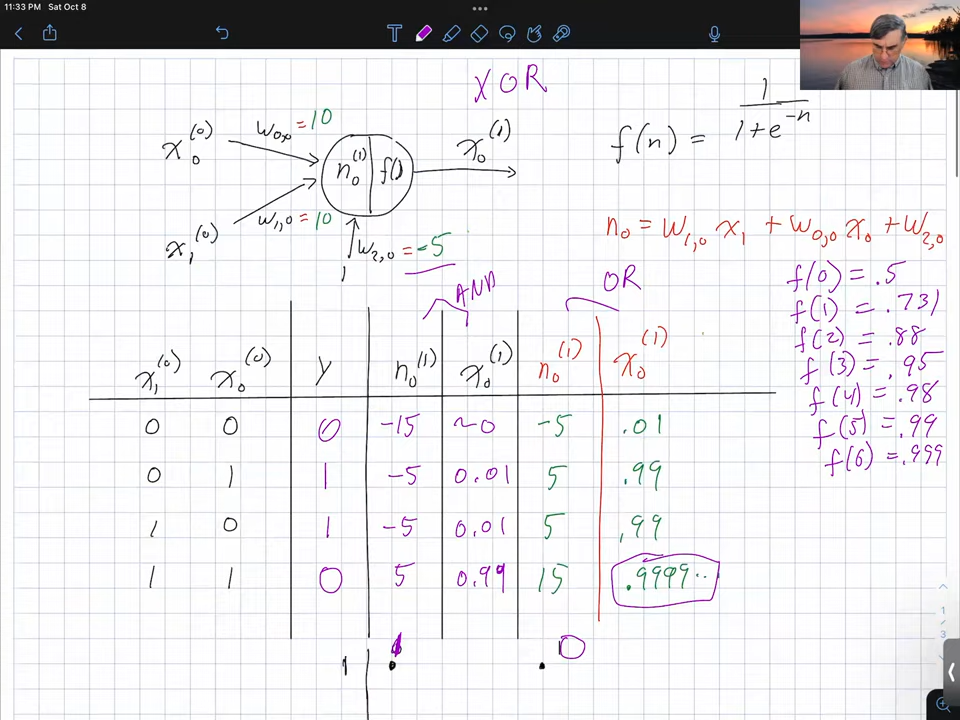 11:33 PM Sat Oct 8
XOR
x₀⁽⁰⁾ w₀,₀ = 10
n₀⁽¹⁾ f() x₀⁽¹⁾
f(n) = 1 / (1 + e⁻ⁿ)
x₁⁽⁰⁾ w₁,₀ = 10
1 w₂,₀ = -5
n₀ = w₁,₀ x₁ + w₀,₀ x₀ + w₂,₀
AND OR
f(0) = .5
f(1) = .731
f(2) = .88
f(3) = .95
f(4) = .98
f(5) = .99
f(6) = .999
x₁⁽⁰⁾ x₀⁽⁰⁾ y n₀⁽¹⁾ x₀⁽¹⁾ n₀⁽¹⁾ x₀⁽¹⁾
0 0 0 -15 ~0 -5 .01
0 1 1 -5 0.01 5 .99
1 0 1 -5 0.01 5 .99
1 1 0 5 0.99 15 .9999..
1 0
1
3